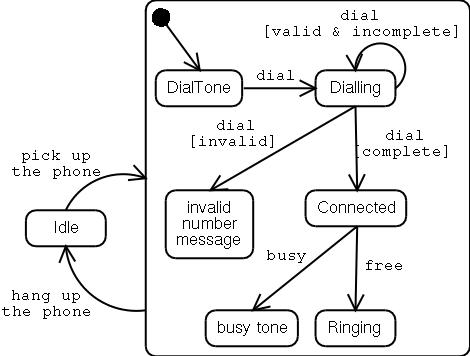 dial
[valid & incomplete]
DialTone
dial
Dialling
dial
[invalid]
dial
[complete]
pick up
the phone
Idle
invalid
number
message
Connected
busy
free
hang up
the phone
busy tone
Ringing